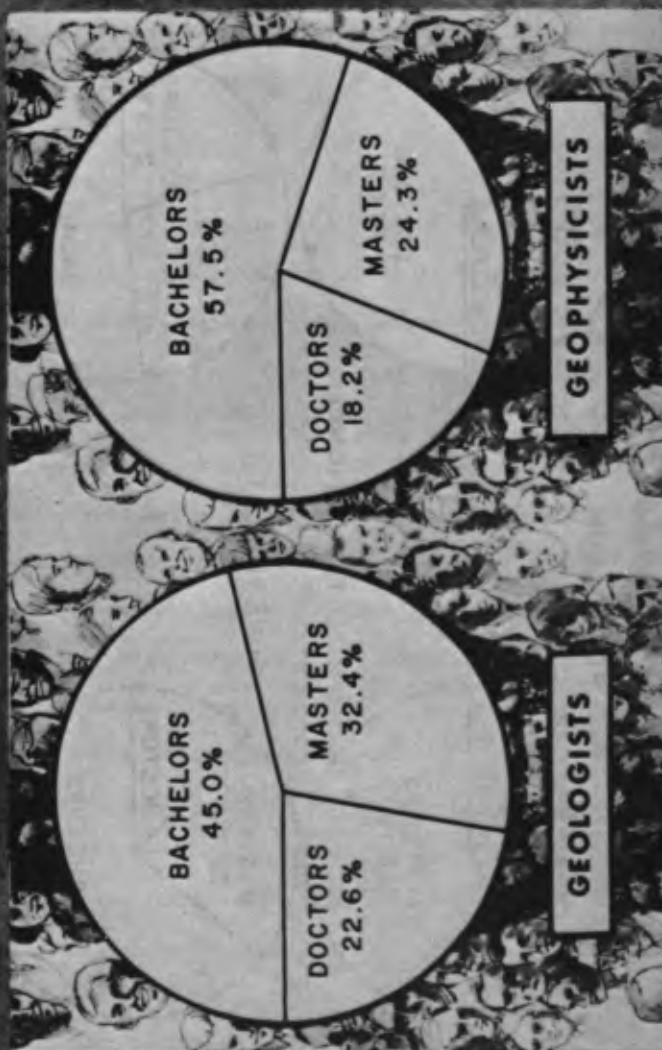 BACHELORS
45.0%
MASTERS
32.4%
DOCTORS
22.6%
GEOLOGISTS
BACHELORS
57.5%
MASTERS
24.3%
DOCTORS
18.2%
GEOPHYSICISTS